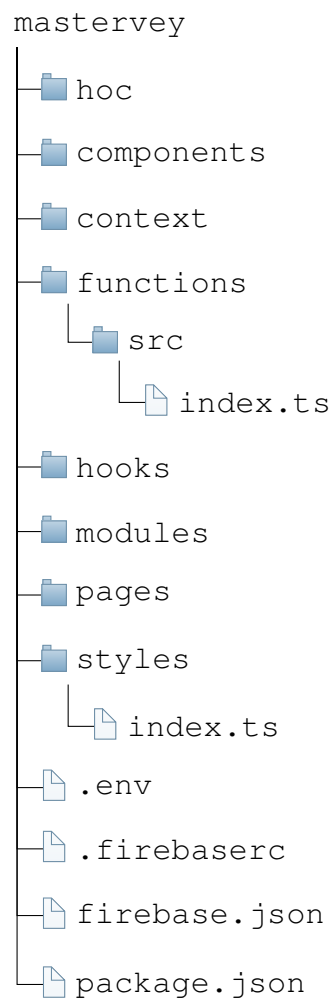 mastervey
hoc
components
context
functions
src
index.ts
hooks
modules
pages
styles
index.ts
.env
.firebaserc
firebase.json
package.json